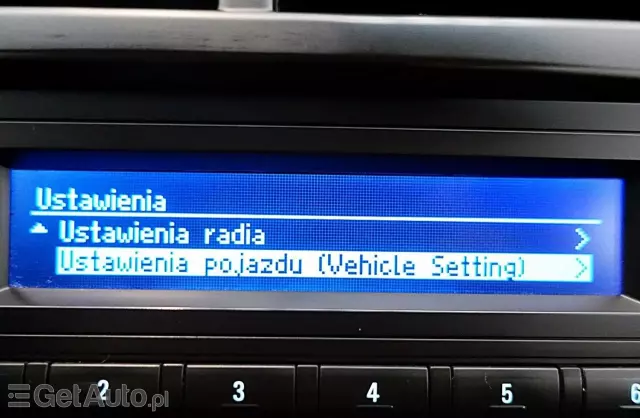 Ustawienia
Ustawienia radia >
Ustawienia pojazdu (Vehicle Setting) >
2 3 4 5 6
GetAuto.pl